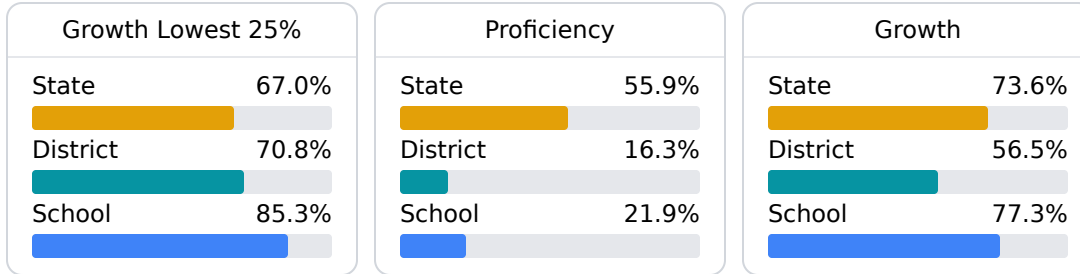 Growth Lowest 25%
State 67.0%
District 70.8%
School 85.3%
Proficiency
State 55.9%
District 16.3%
School 21.9%
Growth
State 73.6%
District 56.5%
School 77.3%